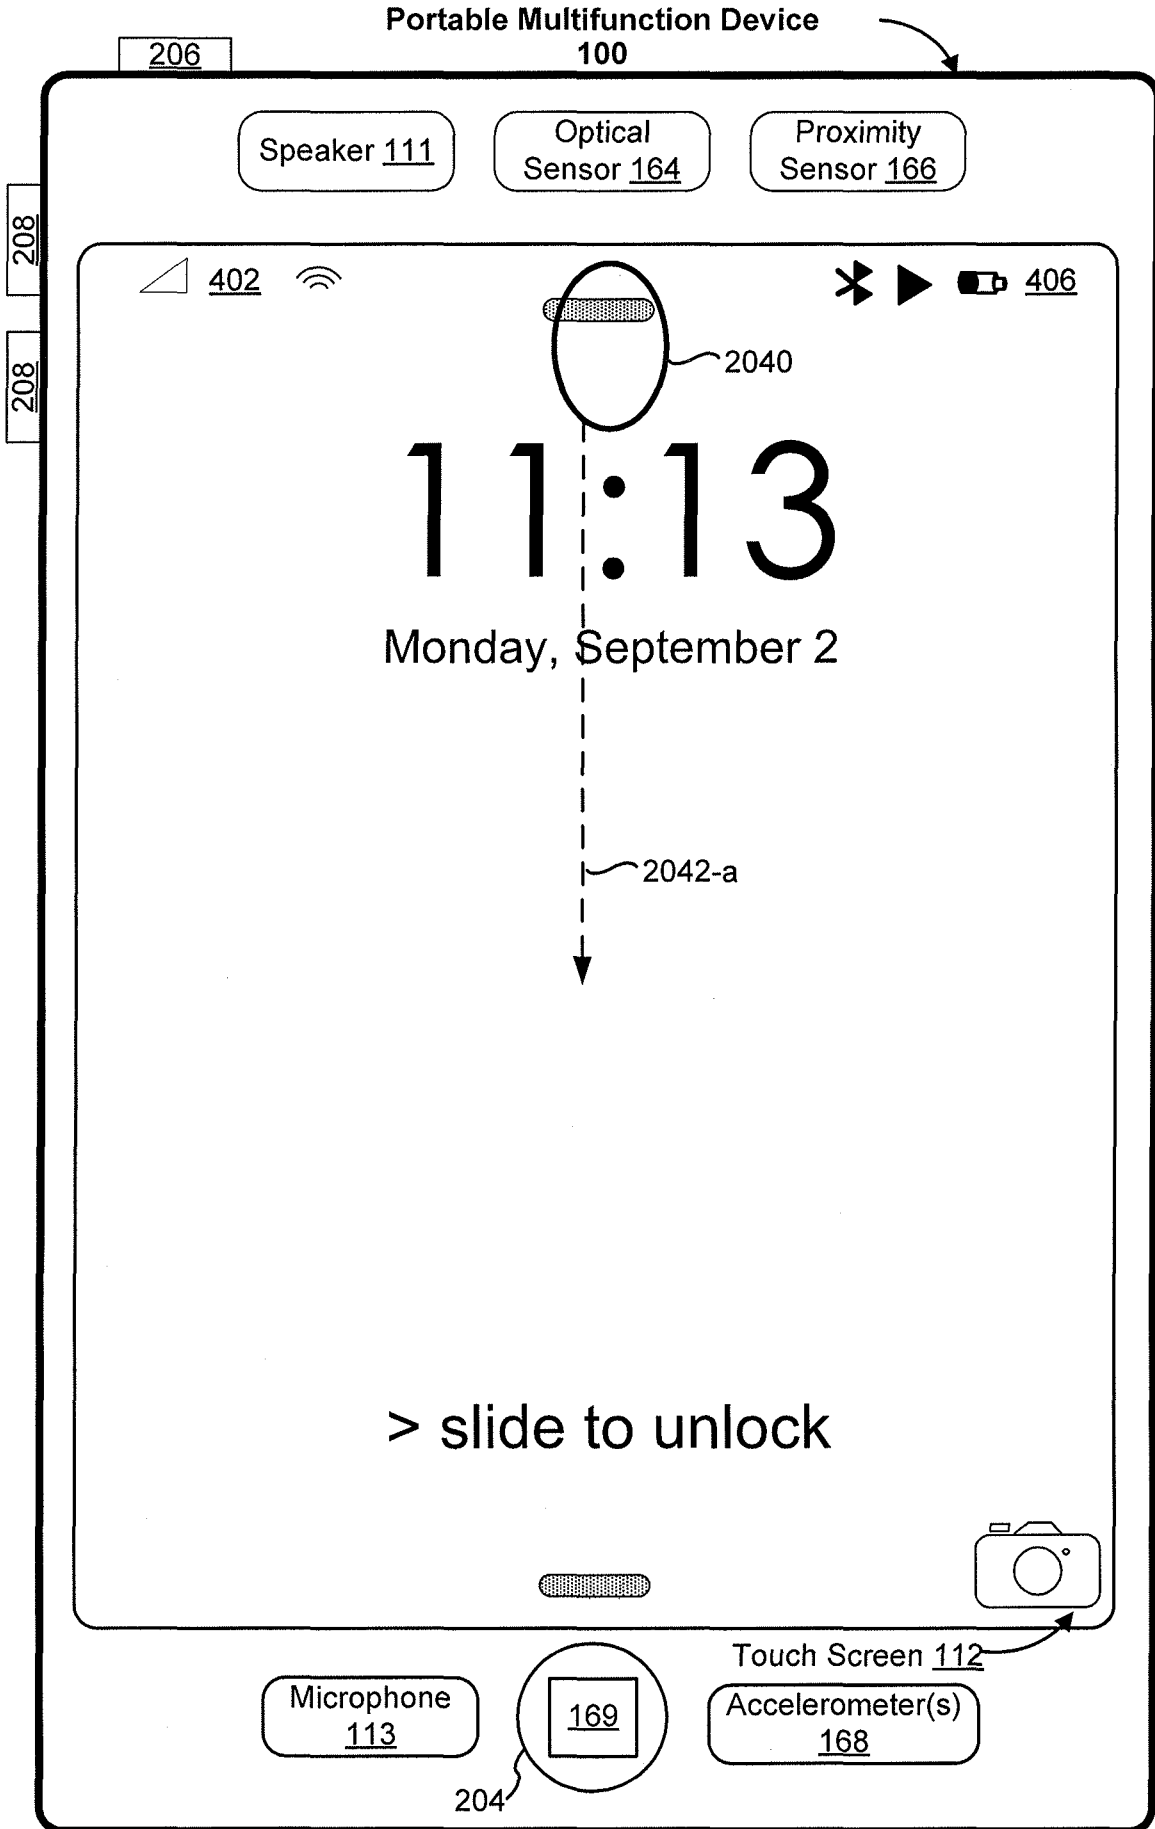 Portable Multifunction Device
100
206
Speaker 111
Optical
Sensor 164
Proximity
Sensor 166
208
402
406
208
2040
11:13
Monday, September 2
2042-a
> slide to unlock
Touch Screen 112
Microphone
113
169
Accelerometer(s)
168
204